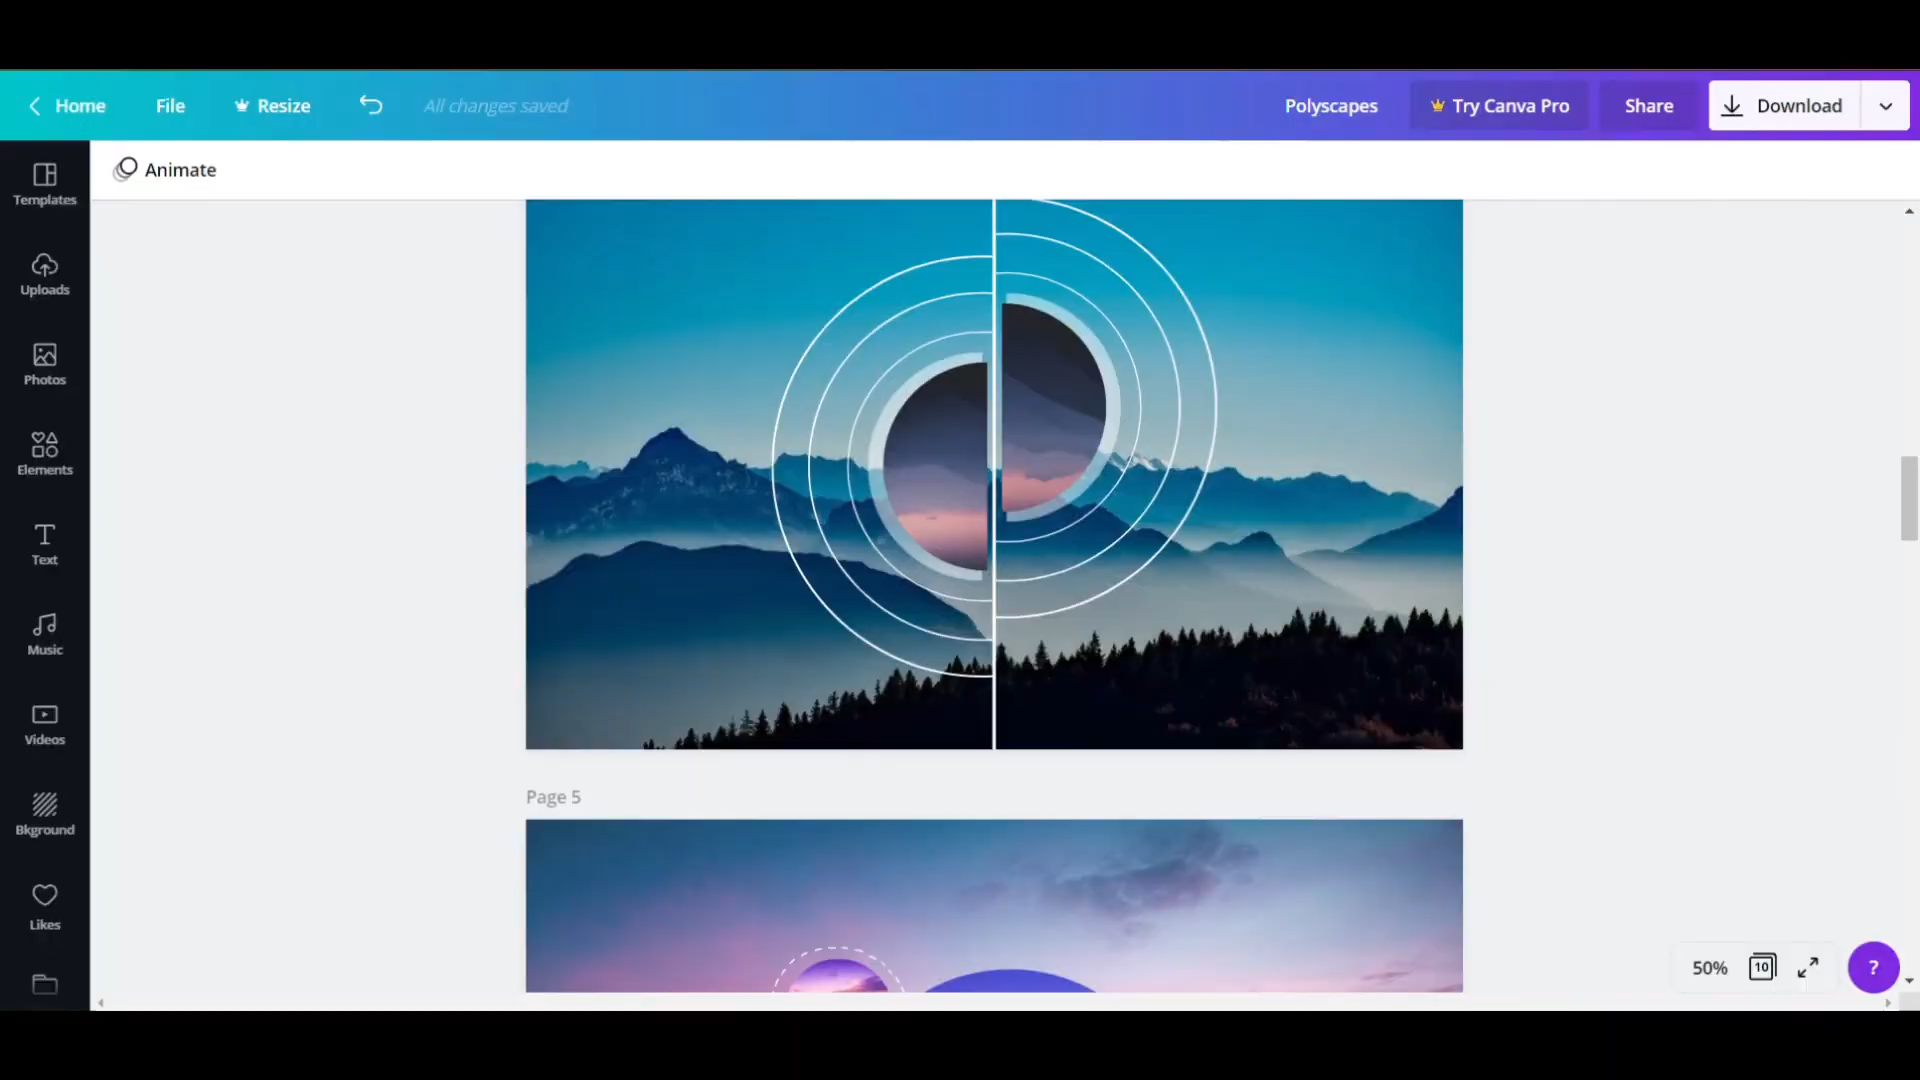 Home
File
Resize
All changes saved
Polyscapes
Try Canva Pro
Share
Download
Animate
Templates
Uploads
Photos
Elements
Text
Music
Videos
Bkground
Likes
Page 5
50%
10
?